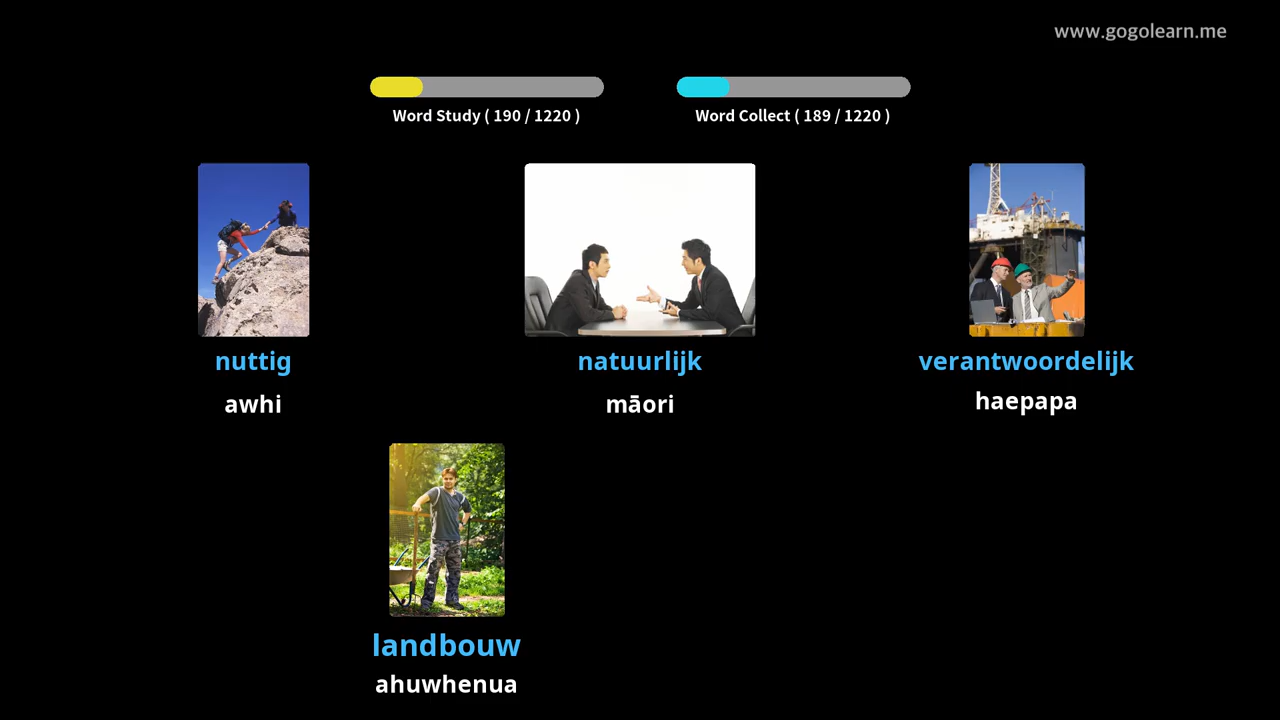 www.gogolearn.me
Word Study ( 190 / 1220 )
Word Collect ( 189 / 1220 )
nuttig
awhi
natuurlijk
māori
verantwoordelijk
haepapa
landbouw
ahuwhenua